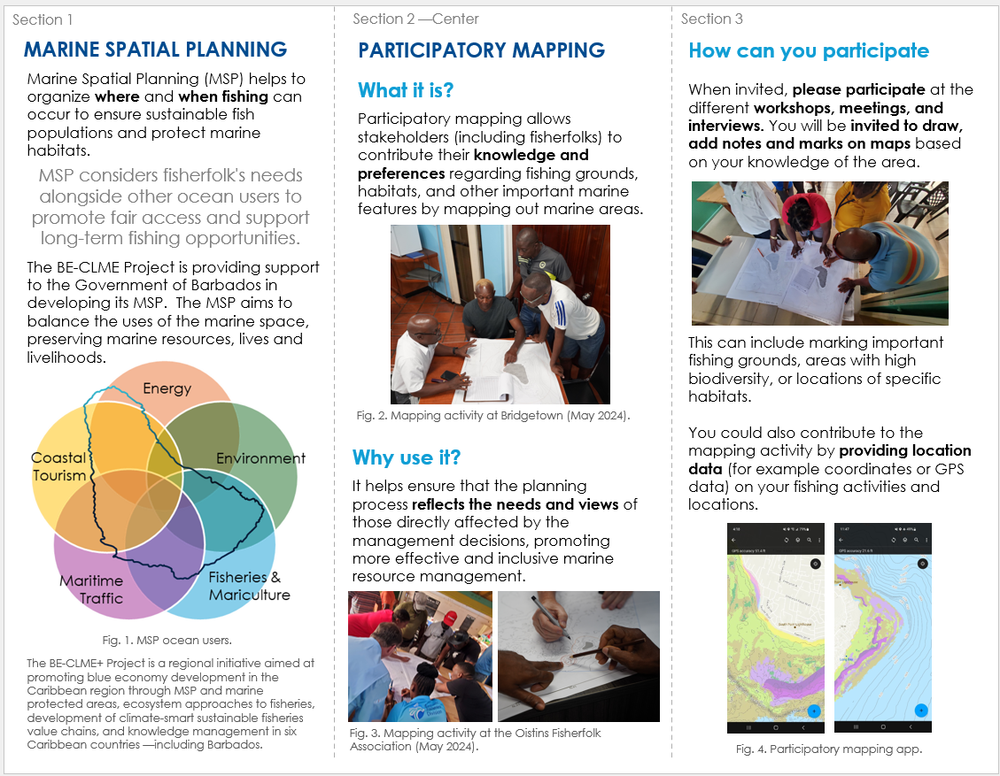 Section 1
MARINE SPATIAL PLANNING
Marine Spatial Planning (MSP) helps to
organize where and when fishing can
occur to ensure sustainable fish
populations and protect marine
habitats.
MSP considers fisherfolk's needs
alongside other ocean users to
promote fair access and support
long-term fishing opportunities.
The BE-CLME Project is providing support
to the Government of Barbados in
developing its MSP.  The MSP aims to
balance the uses of the marine space,
preserving marine resources, lives and
livelihoods.
Energy
Coastal
Tourism
Environment
Maritime
Traffic
Fisheries &
Mariculture
Fig. 1. MSP ocean users.
The BE-CLME+ Project is a regional initiative aimed at
promoting blue economy development in the
Caribbean region through MSP and marine
protected areas, ecosystem approaches to fisheries,
development of climate-smart sustainable fisheries
value chains, and knowledge management in six
Caribbean countries —including Barbados.
Section 2 —Center
PARTICIPATORY MAPPING
What it is?
Participatory mapping allows
stakeholders (including fisherfolks) to
contribute their knowledge and
preferences regarding fishing grounds,
habitats, and other important marine
features by mapping out marine areas.
Fig. 2. Mapping activity at Bridgetown (May 2024).
Why use it?
It helps ensure that the planning
process reflects the needs and views of
those directly affected by the
management decisions, promoting
more effective and inclusive marine
resource management.
Fig. 3. Mapping activity at the Oistins Fisherfolk
Association (May 2024).
Section 3
How can you participate
When invited, please participate at the
different workshops, meetings, and
interviews. You will be invited to draw,
add notes and marks on maps based
on your knowledge of the area.
This can include marking important
fishing grounds, areas with high
biodiversity, or locations of specific
habitats.
You could also contribute to the
mapping activity by providing location
data (for example coordinates or GPS
data) on your fishing activities and
locations.
Fig. 4. Participatory mapping app.